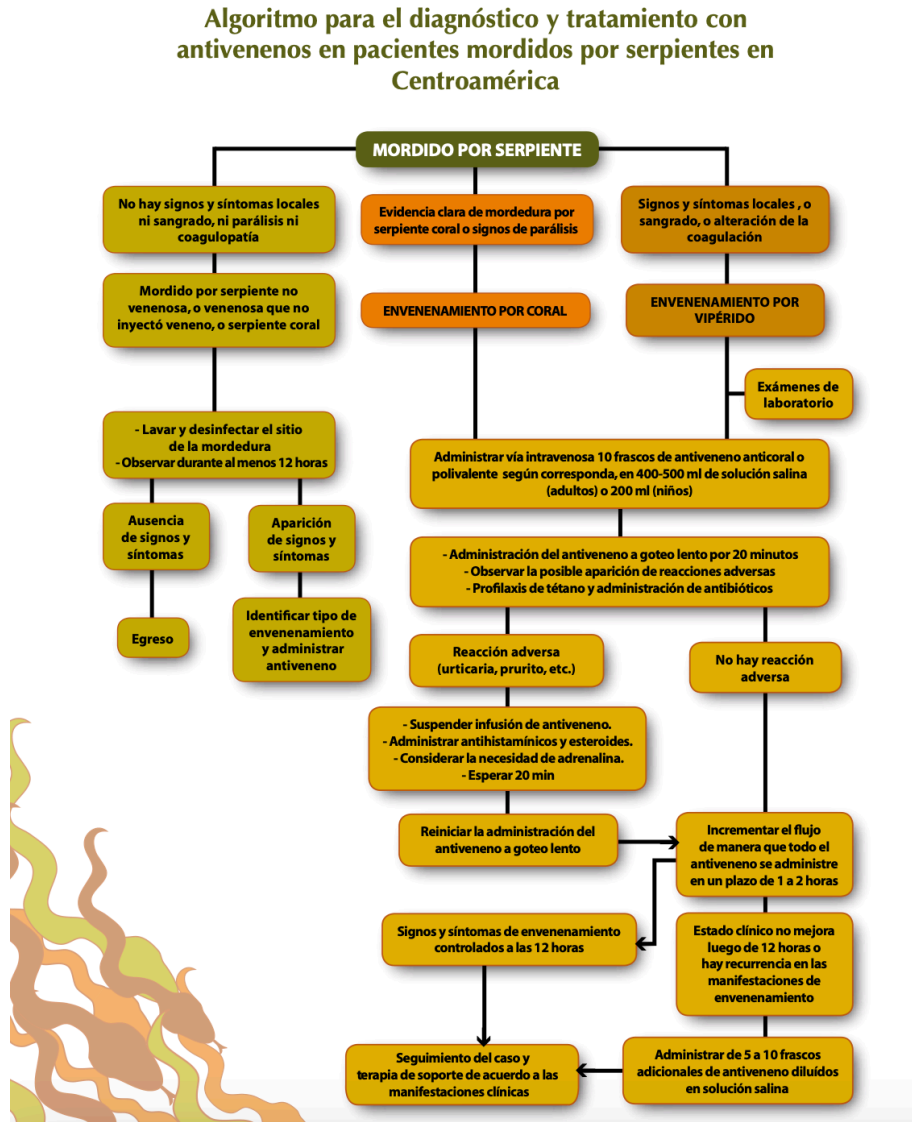 Algoritmo para el diagnóstico y tratamiento con
antivenenos en pacientes mordidos por serpientes en
Centroamérica
MORDIDO POR SERPIENTE
No hay signos y síntomas locales
ni sangrado, ni parálisis ni
coagulopatía
Evidencia clara de mordedura por
serpiente coral o signos de parálisis
Signos y síntomas locales , o
sangrado, o alteración de la
coagulación
Mordido por serpiente no
venenosa, o venenosa que no
inyectó veneno, o serpiente coral
ENVENENAMIENTO POR CORAL
ENVENENAMIENTO POR
VIPÉRIDO
Exámenes de
laboratorio
- Lavar y desinfectar el sitio
de la mordedura
- Observar durante al menos 12 horas
Administrar vía intravenosa 10 frascos de antiveneno anticoral o
polivalente según corresponda, en 400-500 ml de solución salina
(adultos) o 200 ml (niños)
Ausencia
de signos y
síntomas
Aparición
de signos y
síntomas
- Administración del antiveneno a goteo lento por 20 minutos
- Observar la posible aparición de reacciones adversas
- Profilaxis de tétano y administración de antibióticos
Egreso
Identificar tipo de
envenenamiento
y administrar
antiveneno
Reacción adversa
(urticaria, prurito, etc.)
No hay reacción
adversa
- Suspender infusión de antiveneno.
- Administrar antihistamínicos y esteroides.
- Considerar la necesidad de adrenalina.
- Esperar 20 min
Reiniciar la administración del
antiveneno a goteo lento
Incrementar el flujo
de manera que todo el
antiveneno se administre
en un plazo de 1 a 2 horas
Signos y síntomas de envenenamiento
controlados a las 12 horas
Estado clínico no mejora
luego de 12 horas o
hay recurrencia en las
manifestaciones de
envenenamiento
Seguimiento del caso y
terapia de soporte de acuerdo a las
manifestaciones clínicas
Administrar de 5 a 10 frascos
adicionales de antiveneno diluídos
en solución salina